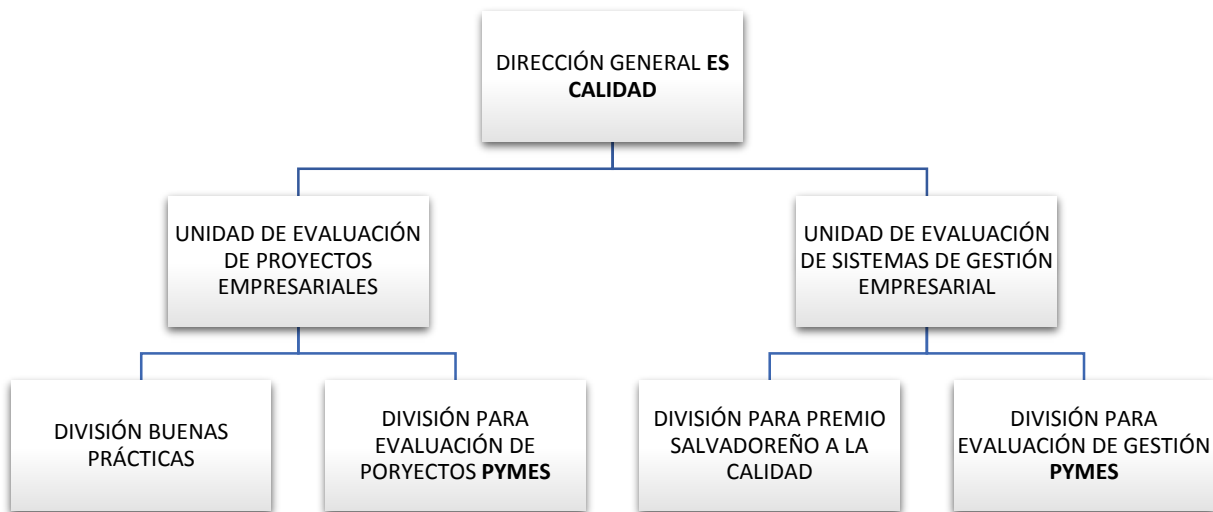 DIRECCIÓN GENERAL ES
CALIDAD
UNIDAD DE EVALUACIÓN
DE PROYECTOS
EMPRESARIALES
UNIDAD DE EVALUACIÓN
DE SISTEMAS DE GESTIÓN
EMPRESARIAL
DIVISIÓN BUENAS
PRÁCTICAS
DIVISIÓN PARA
EVALUACIÓN DE
PORYECTOS PYMES
DIVISIÓN PARA PREMIO
SALVADOREÑO A LA
CALIDAD
DIVISIÓN PARA
EVALUACIÓN DE GESTIÓN
PYMES